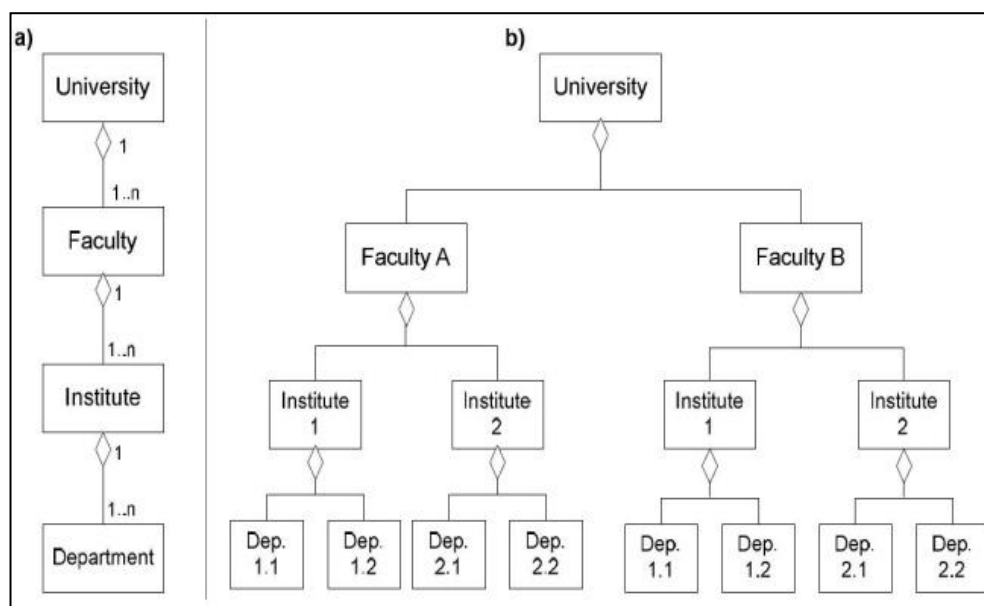 a)
University
1
1..n
Faculty
1
1..n
Institute
1
1..n
Department
b)
University
Faculty A
Faculty B
Institute
1
Institute
2
Institute
1
Institute
2
Dep.
1.1
Dep.
1.2
Dep.
2.1
Dep.
2.2
Dep.
1.1
Dep.
1.2
Dep.
2.1
Dep.
2.2